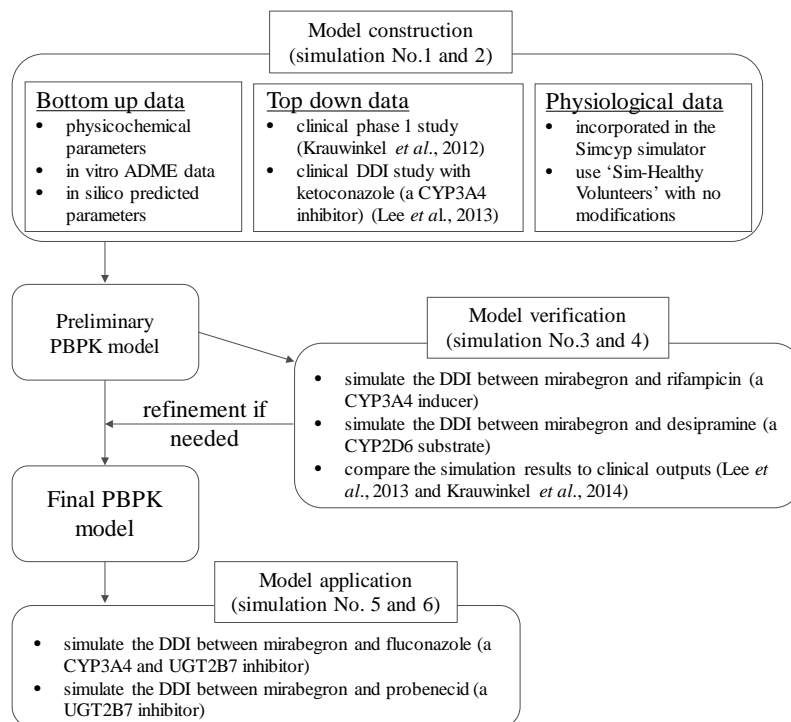 Model construction
(simulation No.1 and 2)
Bottom up data
• physicochemical
parameters
• in vitro ADME data
• in silico predicted
parameters
Top down data
• clinical phase 1 study
(Krauwinkel et al., 2012)
• clinical DDI study with
ketoconazole (a CYP3A4
inhibitor) (Lee et al., 2013)
Physiological data
• incorporated in the
Simcyp simulator
• use ‘Sim-Healthy
Volunteers’ with no
modifications
Preliminary
PBPK model
Model verification
(simulation No.3 and 4)
• simulate the DDI between mirabegron and rifampicin (a
CYP3A4 inducer)
• simulate the DDI between mirabegron and desipramine (a
CYP2D6 substrate)
• compare the simulation results to clinical outputs (Lee et
al., 2013 and Krauwinkel et al., 2014)
refinement if
needed
Final PBPK
model
Model application
(simulation No. 5 and 6)
• simulate the DDI between mirabegron and fluconazole (a
CYP3A4 and UGT2B7 inhibitor)
• simulate the DDI between mirabegron and probenecid (a
UGT2B7 inhibitor)